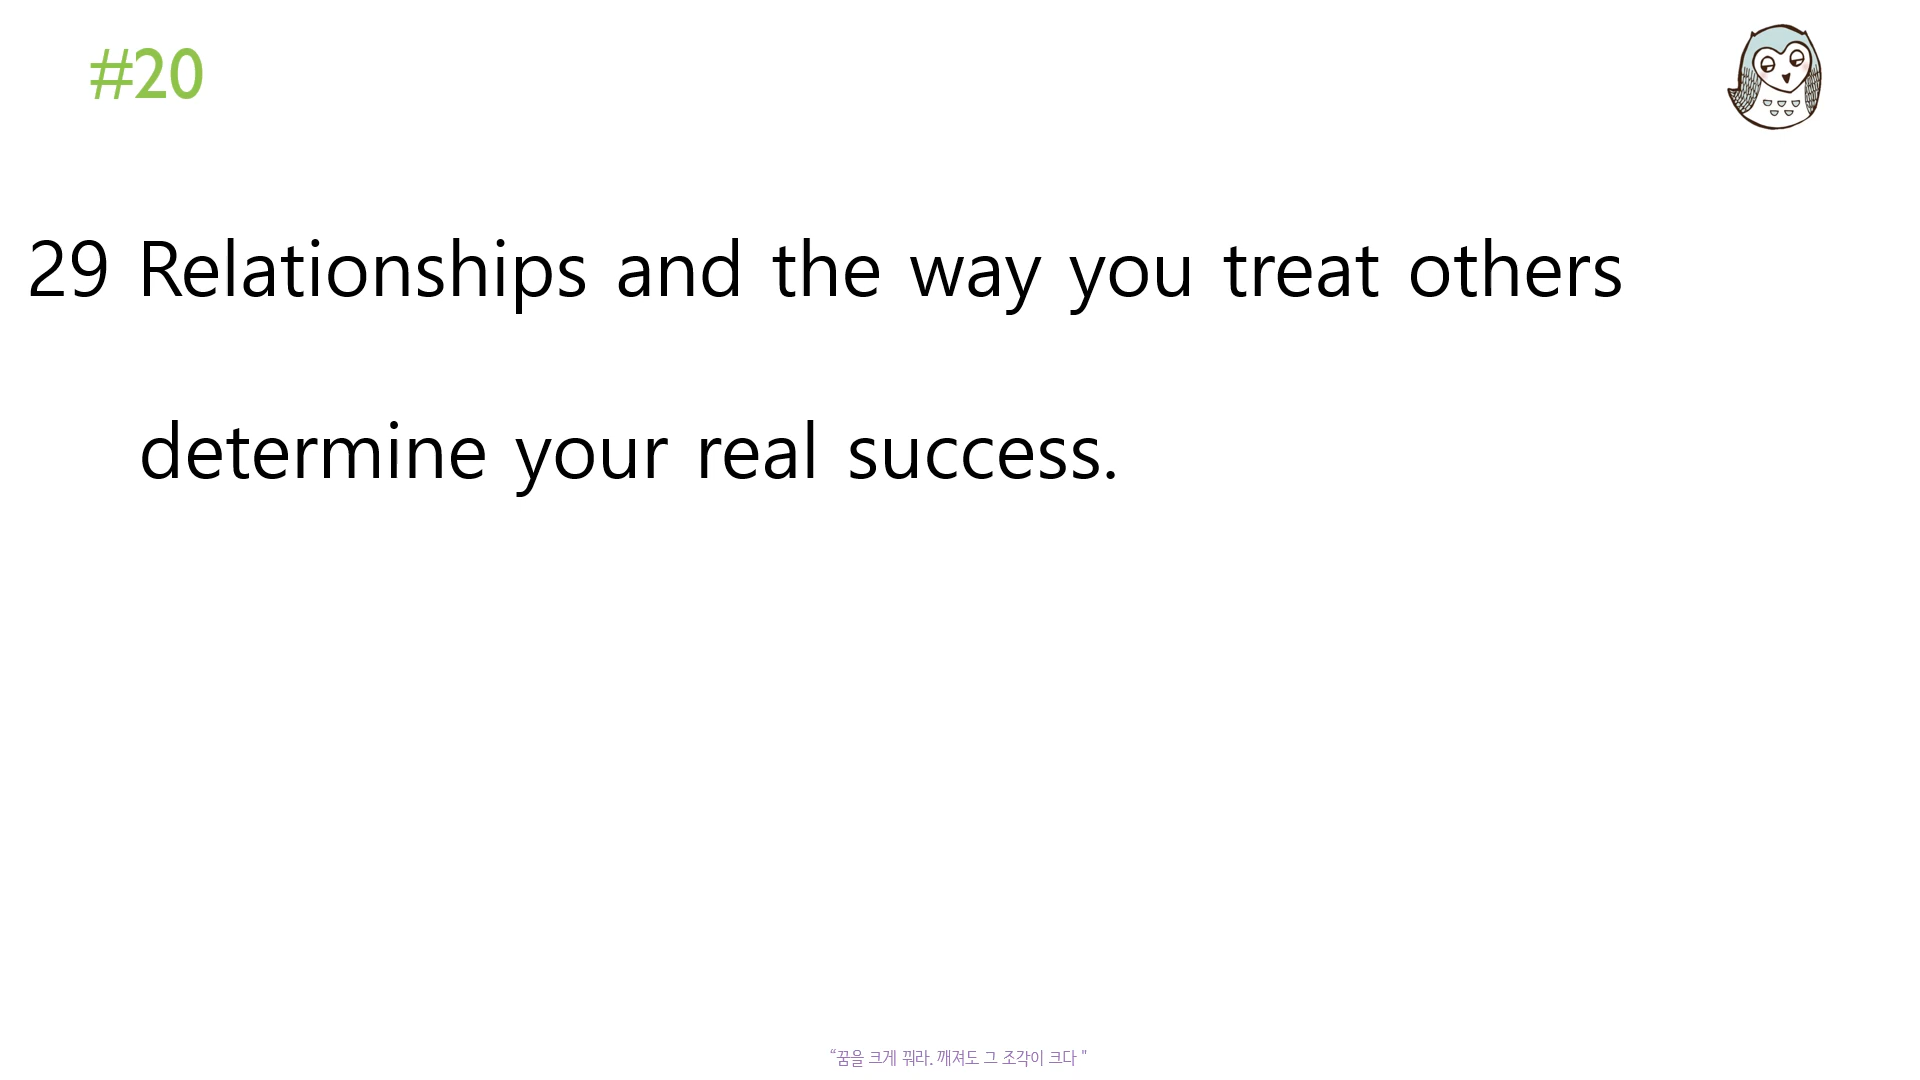 #20
29 Relationships and the way you treat others
determine your real success.
“꿈을 크게 꿔라. 깨져도 그 조각이 크다 "